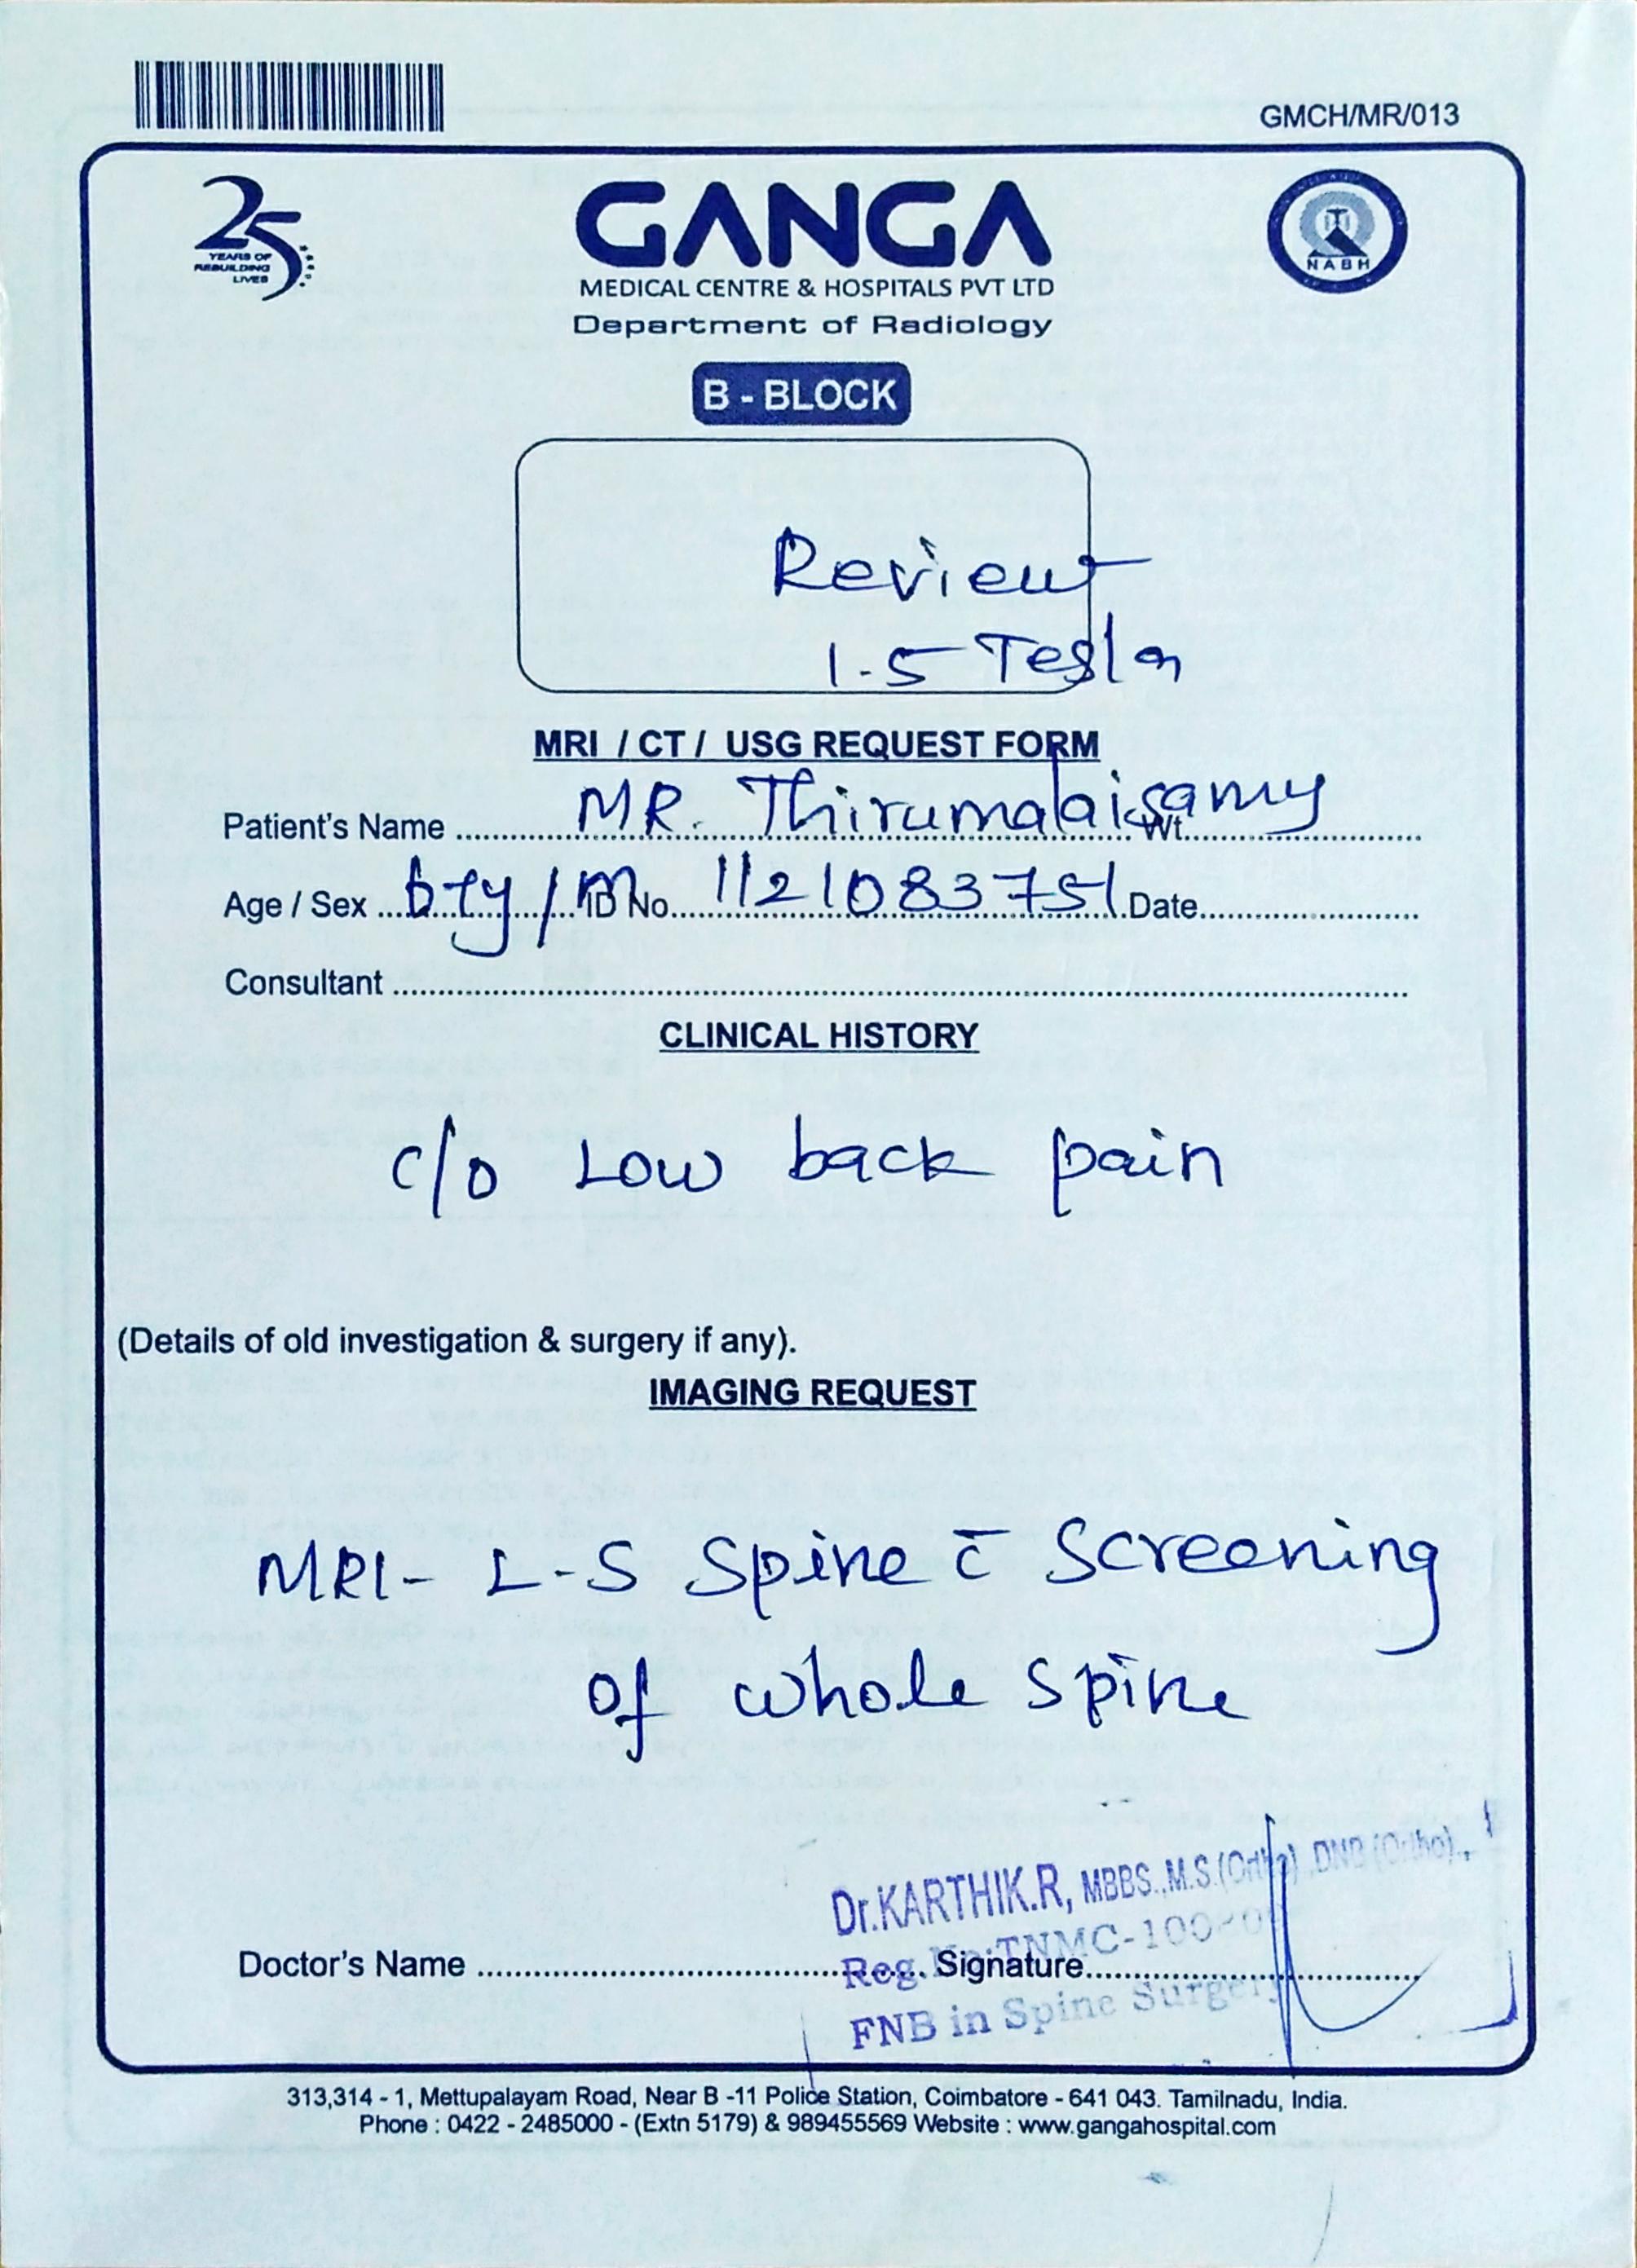 GMCH/MR/013
25
YEARS OF
REBUILDING
LIVES
GANGA
MEDICAL CENTRE & HOSPITALS PVT LTD
Department of Radiology
NABH
B - BLOCK
Review
1.5 Tesla
MRI / CT / USG REQUEST FORM
Patient's Name MR. Thirumalaisamy Wt
Age / Sex /M ID No. 1121083751 Date
Consultant
CLINICAL HISTORY
c/o Low back pain
(Details of old investigation & surgery if any).
IMAGING REQUEST
MRI- L-S Spine c̄ Screening
of whole spine
Dr.KARTHIK.R, MBBS.,M.S.(Ortho),DNB (Ortho).,
Reg.No:TNMC-
Doctor's Name Signature
FNB in Spine Surgery
313,314 - 1, Mettupalayam Road, Near B -11 Police Station, Coimbatore - 641 043. Tamilnadu, India.
Phone : 0422 - 2485000 - (Extn 5179) & 989455569 Website : www.gangahospital.com